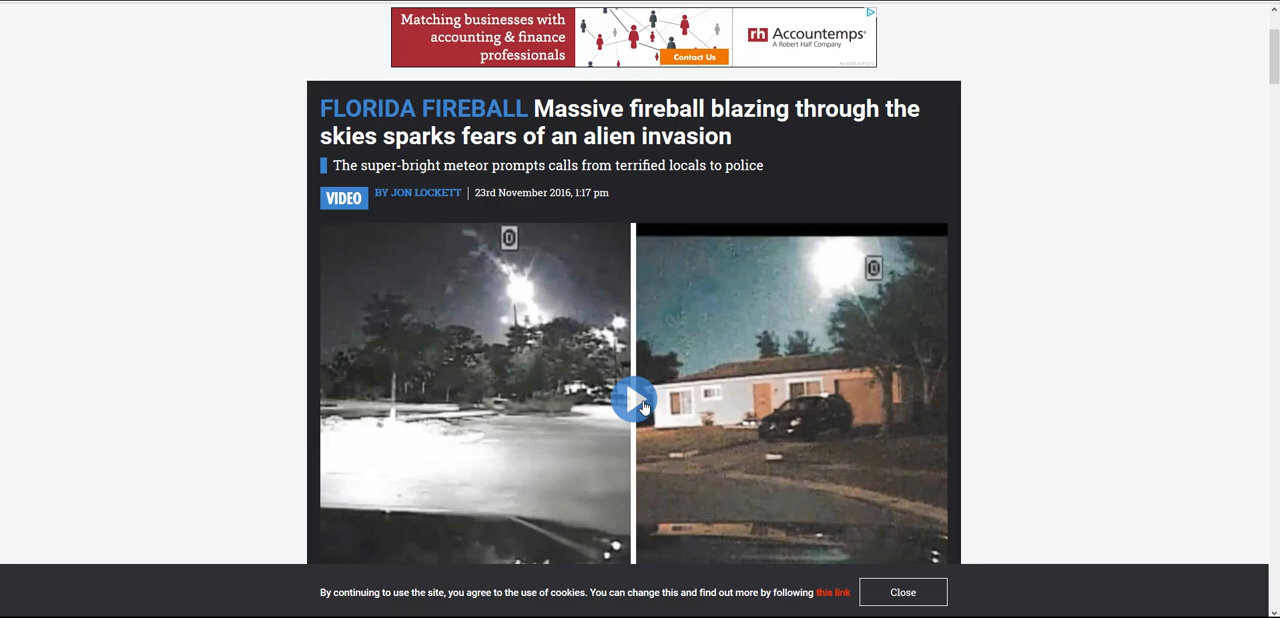 Matching businesses with
accounting & finance
professionals
Contact Us
rh Accountemps®
A Robert Half Company
FLORIDA FIREBALL Massive fireball blazing through the
skies sparks fears of an alien invasion
The super-bright meteor prompts calls from terrified locals to police
VIDEO
BY JON LOCKETT | 23rd November 2016, 1:17 pm
By continuing to use the site, you agree to the use of cookies. You can change this and find out more by following this link
Close